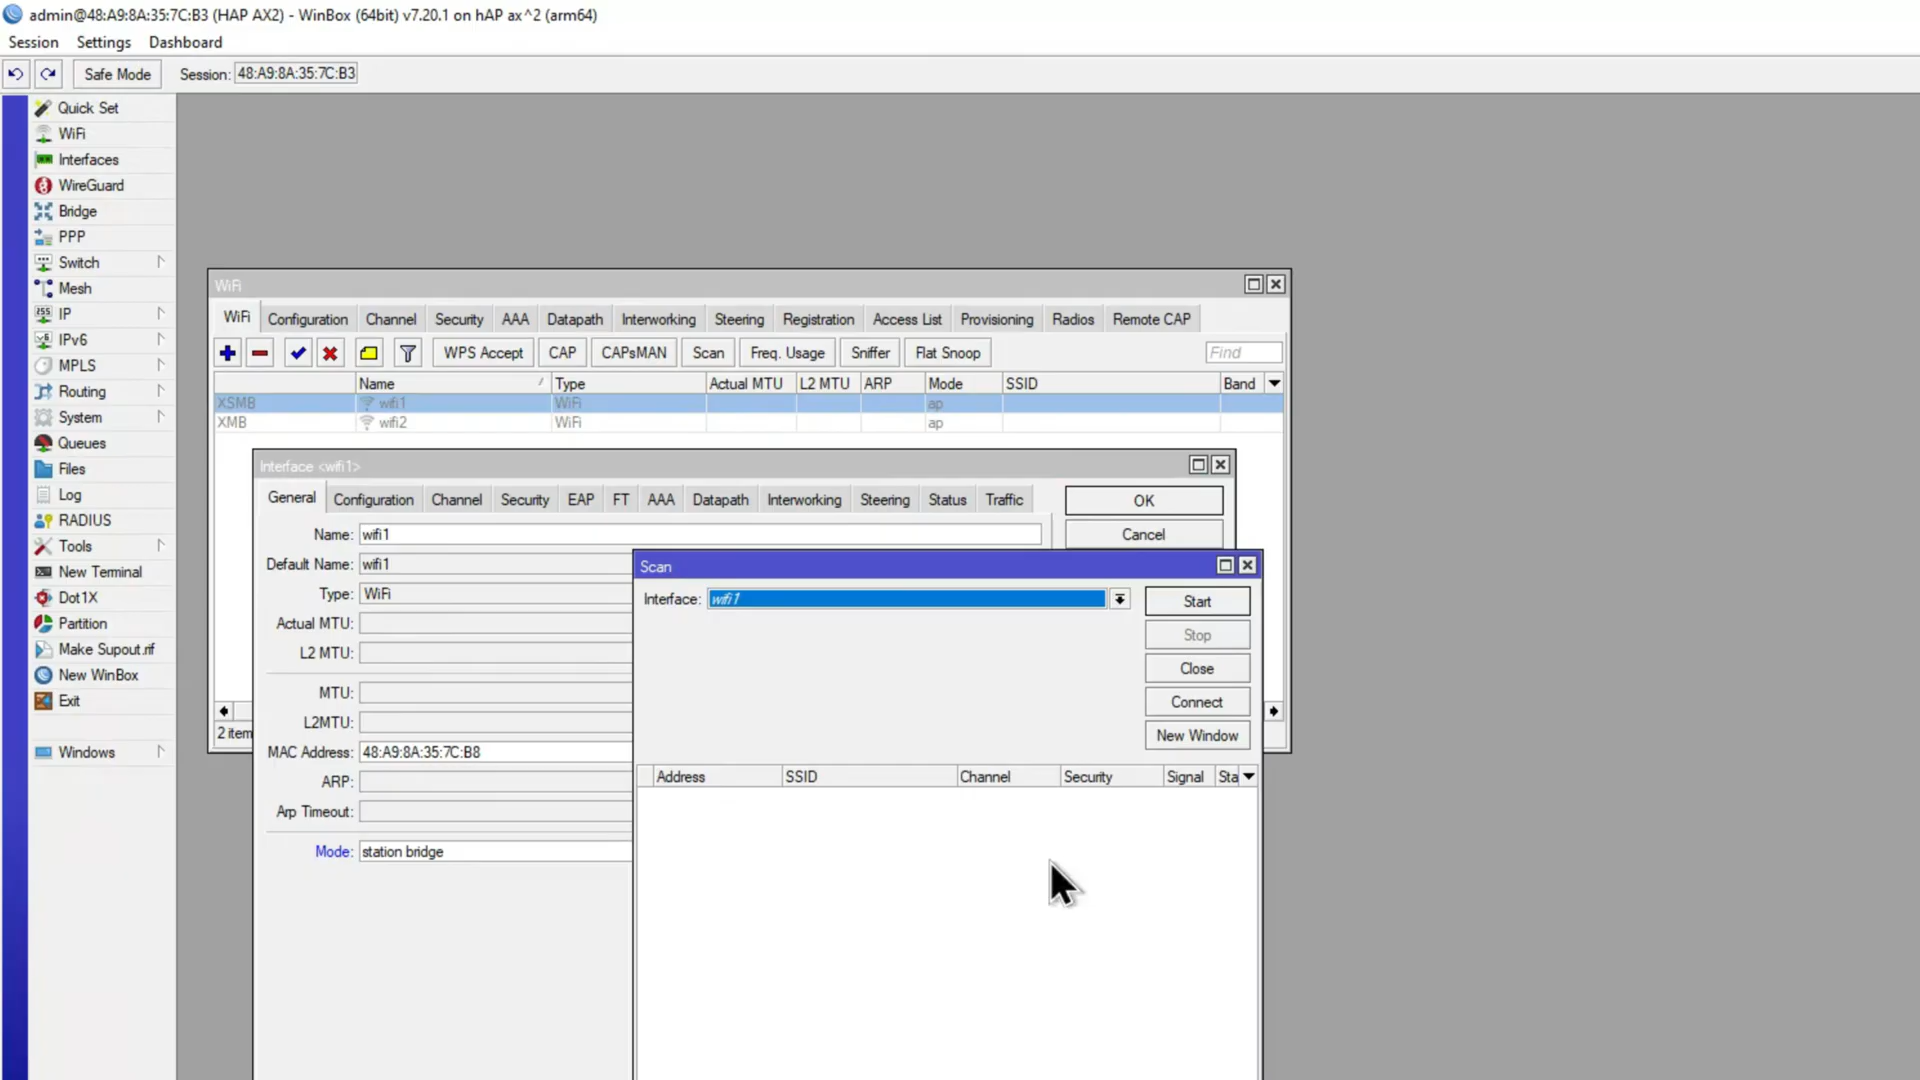 admin@48:A9:8A:35:7C:B3 (HAP AX2) - WinBox (64bit) v7.20.1 on hAP ax^2 (arm64)
Session Settings Dashboard
Safe Mode Session: 48:A9:8A:35:7C:B3
Quick Set
WiFi
Interfaces
WireGuard
Bridge
PPP
Switch
Mesh
IP
IPv6
MPLS
Routing
System
Queues
Files
Log
RADIUS
Tools
New Terminal
Dot1X
Partition
Make Supout.rif
New WinBox
Exit
Windows
WiFi
WiFi Configuration Channel Security AAA Datapath Interworking Steering Registration Access List Provisioning Radios Remote CAP
WPS Accept CAP CAPsMAN Scan Freq. Usage Sniffer Flat Snoop Find
Name Type Actual MTU L2 MTU ARP Mode SSID Band
XSMB wifi1 WiFi ap
XMB wifi2 WiFi ap
2 item
Interface <wifi1>
General Configuration Channel Security EAP FT AAA Datapath Interworking Steering Status Traffic
OK
Cancel
Name: wifi1
Default Name: wifi1
Type: WiFi
Actual MTU:
L2 MTU:
MTU:
L2MTU:
MAC Address: 48:A9:8A:35:7C:B8
ARP:
Arp Timeout:
Mode: station bridge
Scan
Interface: wifi1
Start
Stop
Close
Connect
New Window
Address SSID Channel Security Signal Sta